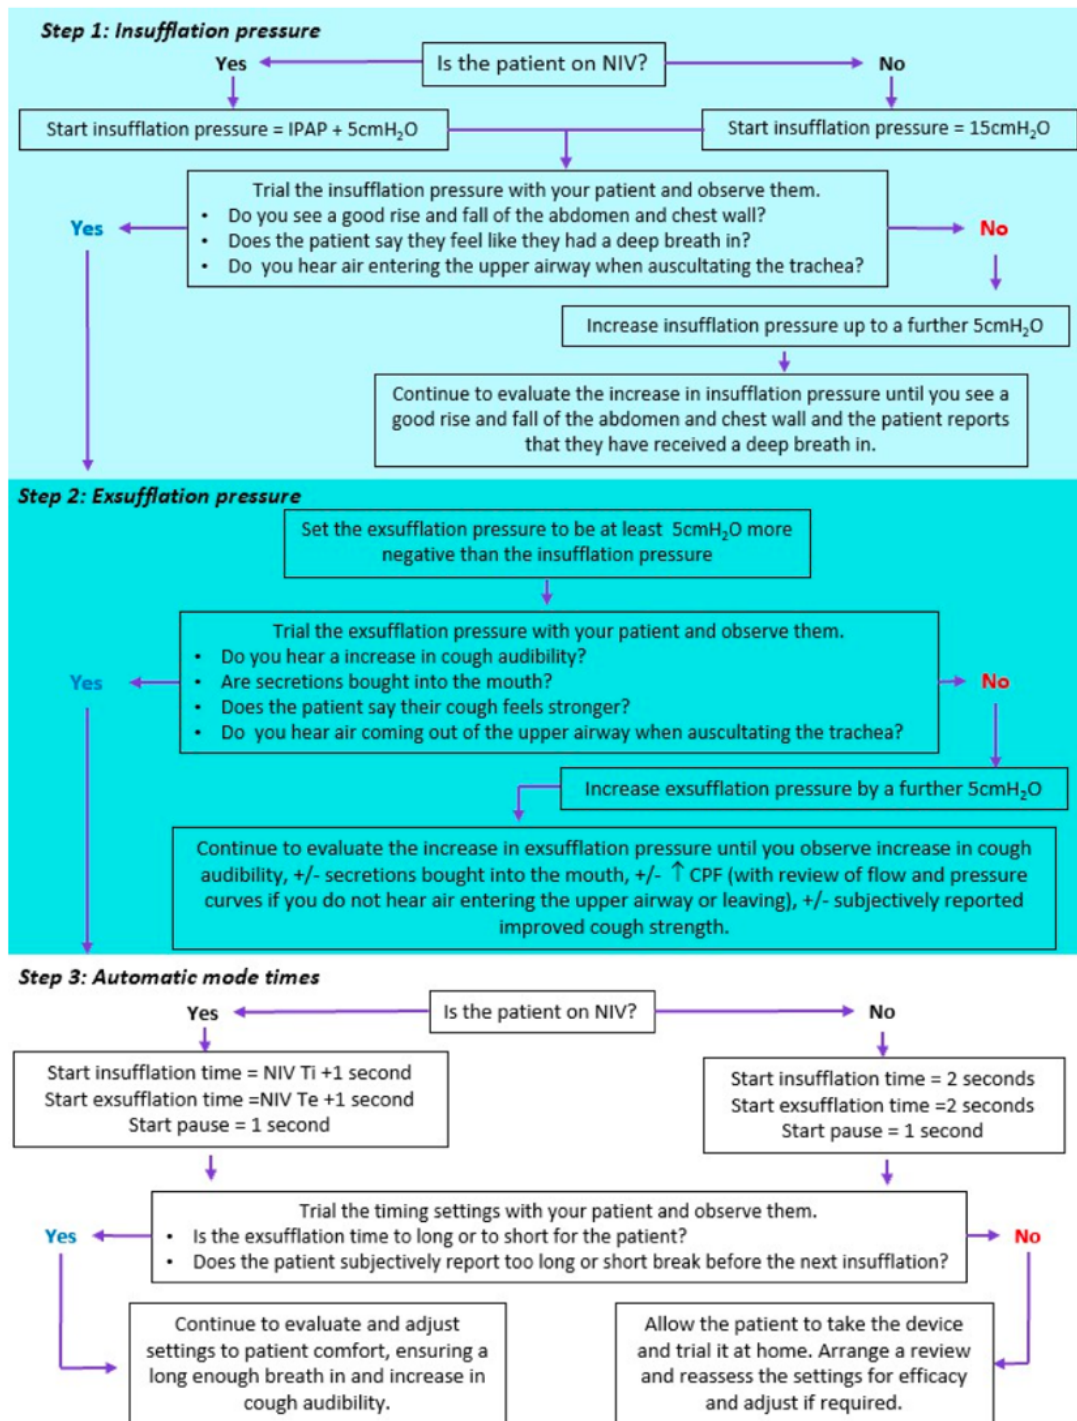 Step 1: Insufflation pressure
Is the patient on NIV?
Yes
No
Start insufflation pressure = IPAP + 5cmH₂O
Start insufflation pressure = 15cmH₂O
Trial the insufflation pressure with your patient and observe them.
• Do you see a good rise and fall of the abdomen and chest wall?
• Does the patient say they feel like they had a deep breath in?
• Do you hear air entering the upper airway when auscultating the trachea?
Yes
No
Increase insufflation pressure up to a further 5cmH₂O
Continue to evaluate the increase in insufflation pressure until you see a
good rise and fall of the abdomen and chest wall and the patient reports
that they have received a deep breath in.
Step 2: Exsufflation pressure
Set the exsufflation pressure to be at least 5cmH₂O more
negative than the insufflation pressure
Trial the exsufflation pressure with your patient and observe them.
• Do you hear a increase in cough audibility?
• Are secretions bought into the mouth?
• Does the patient say their cough feels stronger?
• Do you hear air coming out of the upper airway when auscultating the trachea?
Yes
No
Increase exsufflation pressure by a further 5cmH₂O
Continue to evaluate the increase in exsufflation pressure until you observe increase in cough
audibility, +/- secretions bought into the mouth, +/- ↑ CPF (with review of flow and pressure
curves if you do not hear air entering the upper airway or leaving), +/- subjectively reported
improved cough strength.
Step 3: Automatic mode times
Is the patient on NIV?
Yes
No
Start insufflation time = NIV Ti +1 second
Start exsufflation time =NIV Te +1 second
Start pause = 1 second
Start insufflation time = 2 seconds
Start exsufflation time =2 seconds
Start pause = 1 second
Trial the timing settings with your patient and observe them.
• Is the exsufflation time to long or to short for the patient?
• Does the patient subjectively report too long or short break before the next insufflation?
Yes
No
Continue to evaluate and adjust
settings to patient comfort, ensuring a
long enough breath in and increase in
cough audibility.
Allow the patient to take the device
and trial it at home. Arrange a review
and reassess the settings for efficacy
and adjust if required.